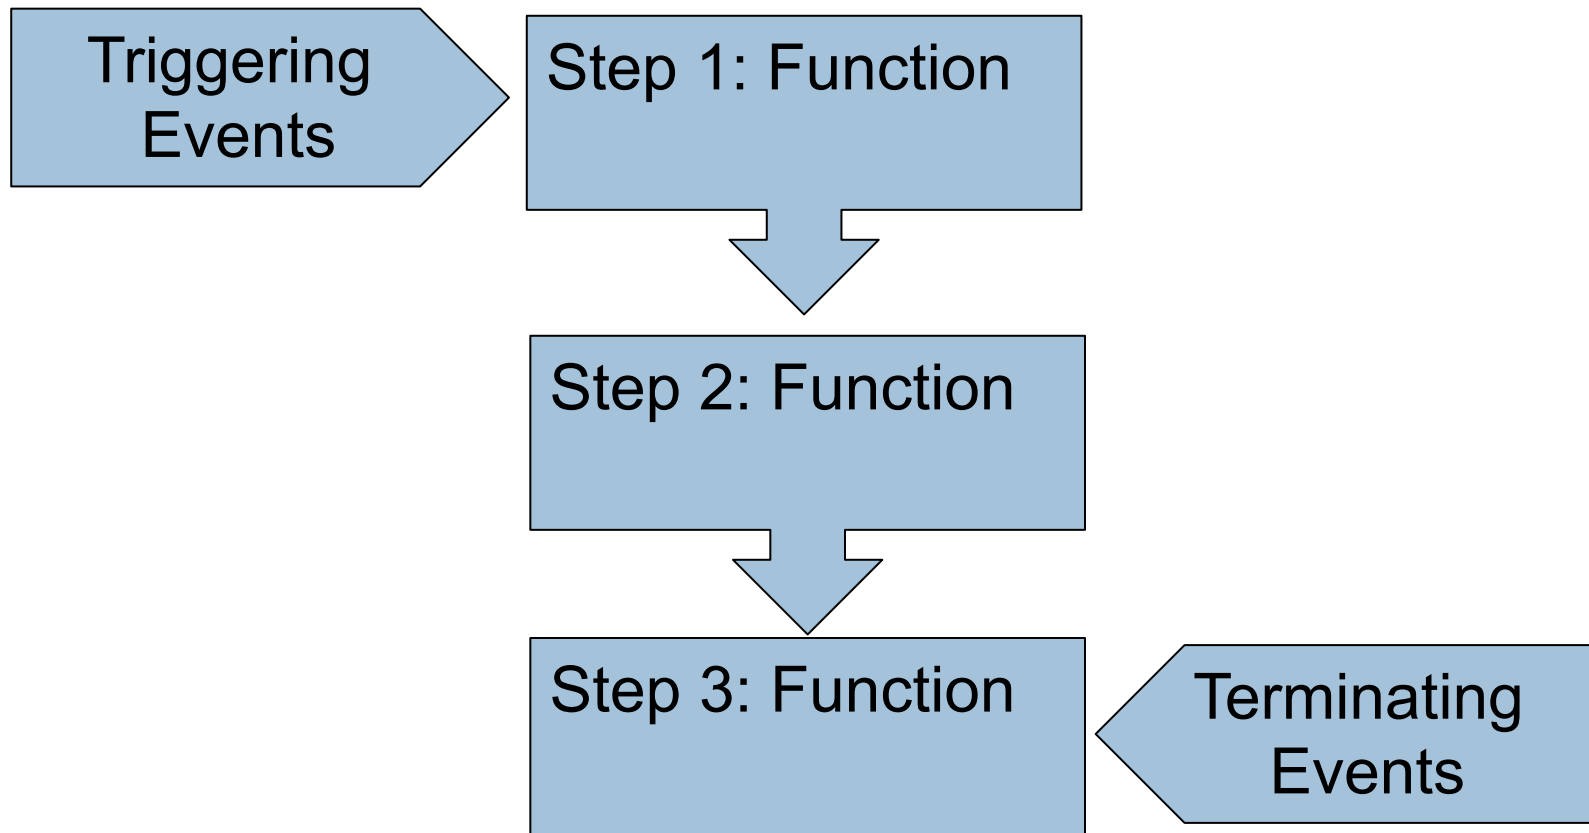 Triggering
Events
Step 1: Function
Step 2: Function
Step 3: Function
Terminating
Events